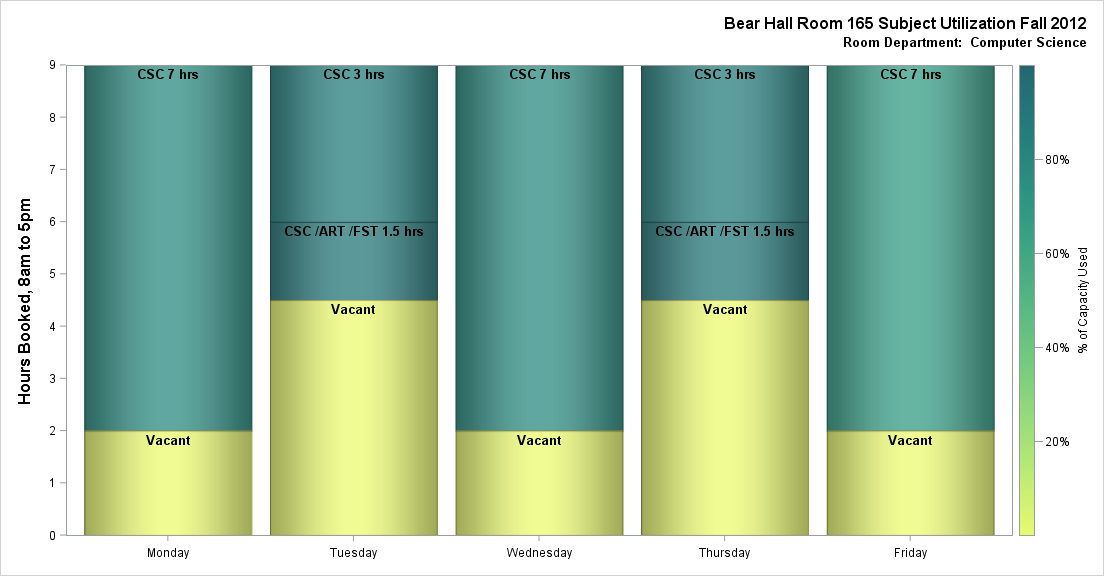 Bear Hall Room 165 Subject Utilization Fall 2012
Room Department:  Computer Science
Hours Booked, 8am to 5pm
9
8
7
6
5
4
3
2
1
0
CSC 7 hrs
Vacant
Monday
CSC 3 hrs
CSC /ART /FST 1.5 hrs
Vacant
Tuesday
CSC 7 hrs
Vacant
Wednesday
CSC 3 hrs
CSC /ART /FST 1.5 hrs
Vacant
Thursday
CSC 7 hrs
Vacant
Friday
80%
60%
40%
20%
% of Capacity Used